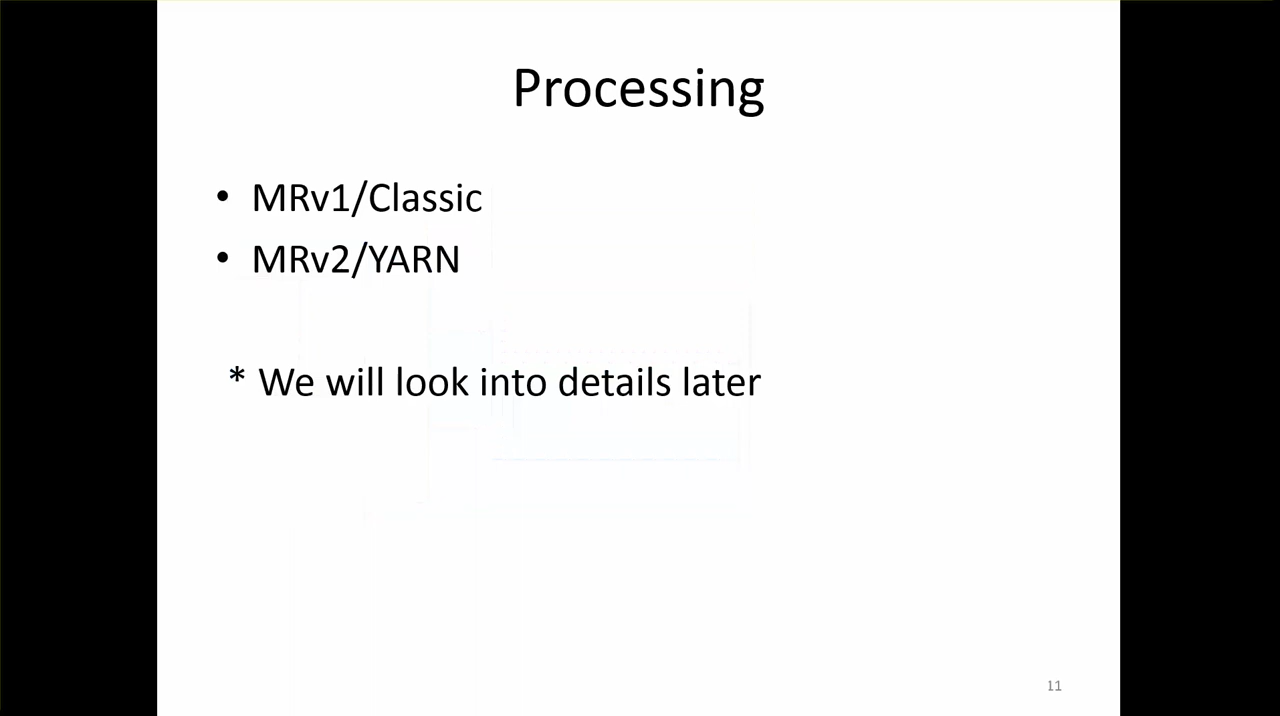 Processing
• MRv1/Classic
• MRv2/YARN
* We will look into details later
11